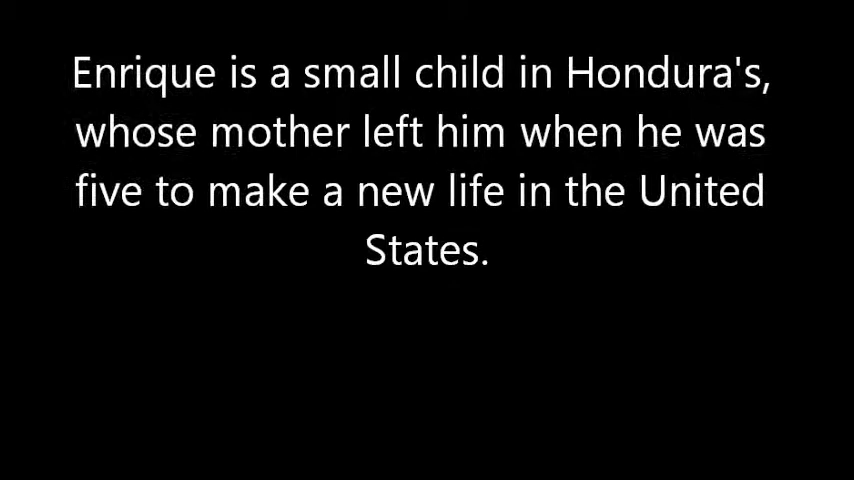 Enrique is a small child in Hondura's,
whose mother left him when he was
five to make a new life in the United
States.